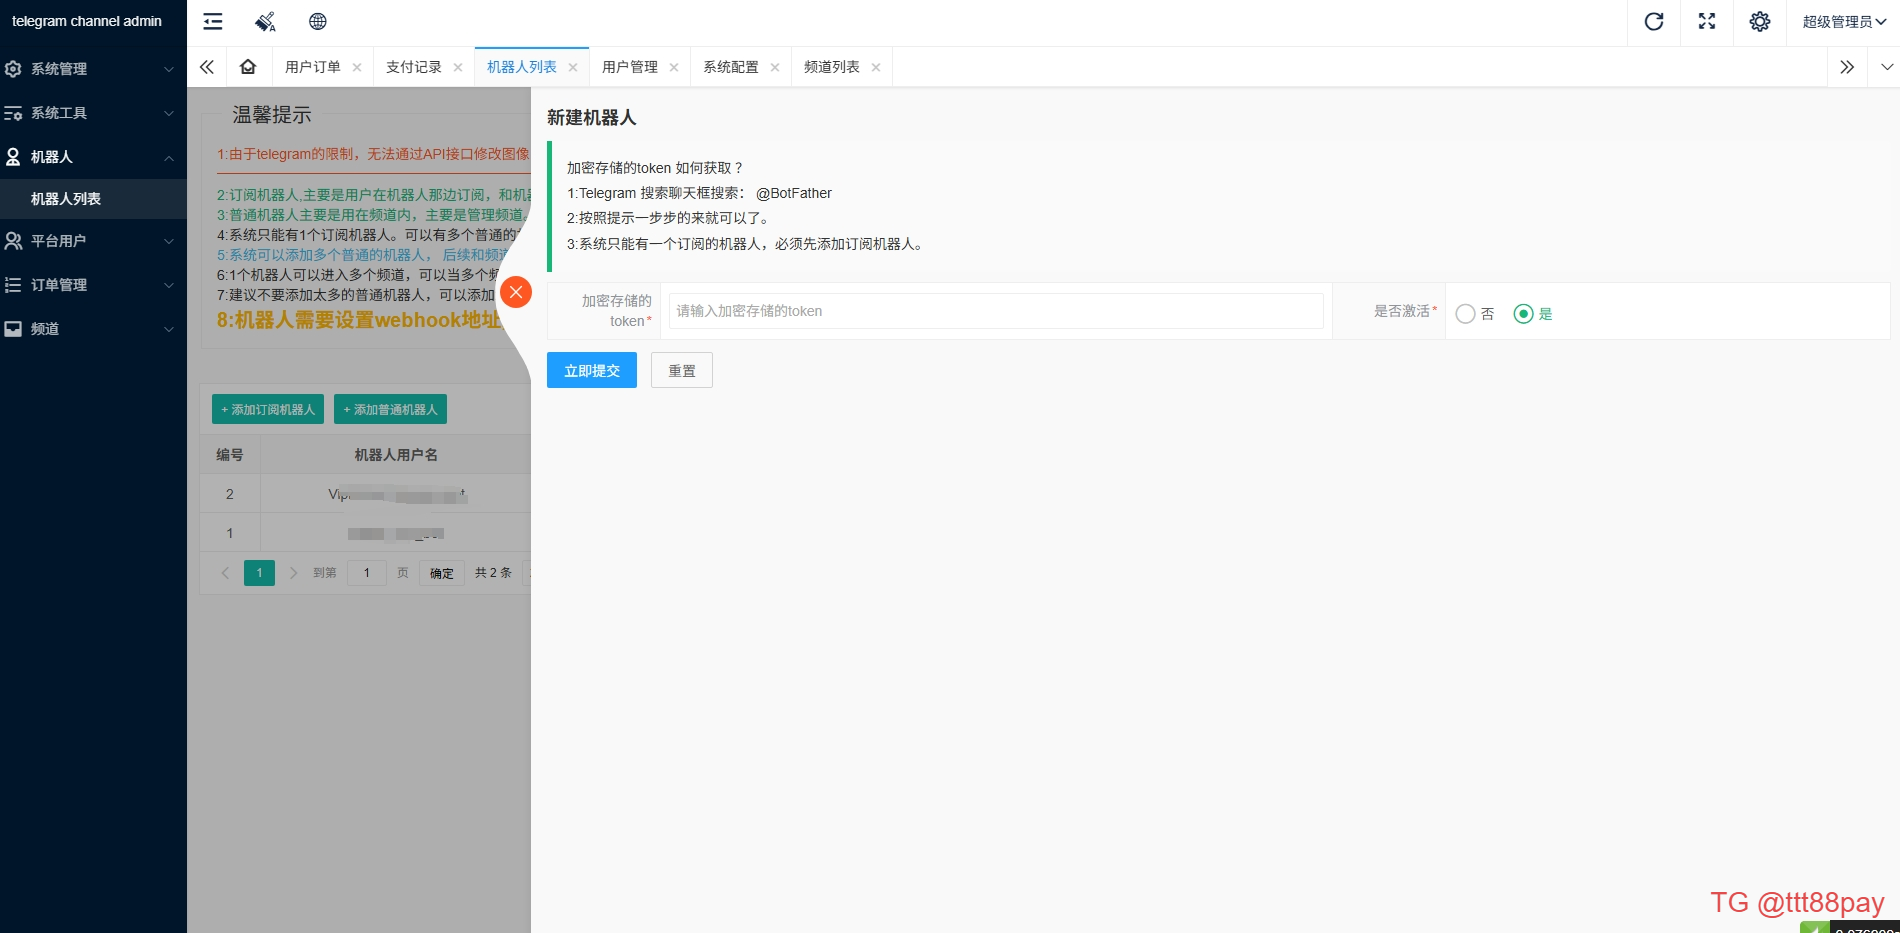 telegram channel admin
超级管理员
系统管理
系统工具
机器人
机器人列表
平台用户
订单管理
频道
用户订单
支付记录
机器人列表
用户管理
系统配置
频道列表
温馨提示
1:由于telegram的限制，无法通过API接口修改图像
2:订阅机器人,主要是用户在机器人那边订阅，和机
3:普通机器人主要是用在频道内，主要是管理频道
4:系统只能有1个订阅机器人。可以有多个普通的
5:系统可以添加多个普通的机器人， 后续和频
6:1个机器人可以进入多个频道，可以当多个
7:建议不要添加太多的普通机器人，可以添加
8:机器人需要设置webhook地址
+ 添加订阅机器人
+ 添加普通机器人
编号
机器人用户名
2
1
1
到第
1
页
确定
共 2 条
新建机器人
加密存储的token 如何获取？
1:Telegram 搜索聊天框搜索： @BotFather
2:按照提示一步步的来就可以了。
3:系统只能有一个订阅的机器人，必须先添加订阅机器人。
加密存储的
token*
请输入加密存储的token
是否激活*
否
是
立即提交
重置
TG @ttt88pay